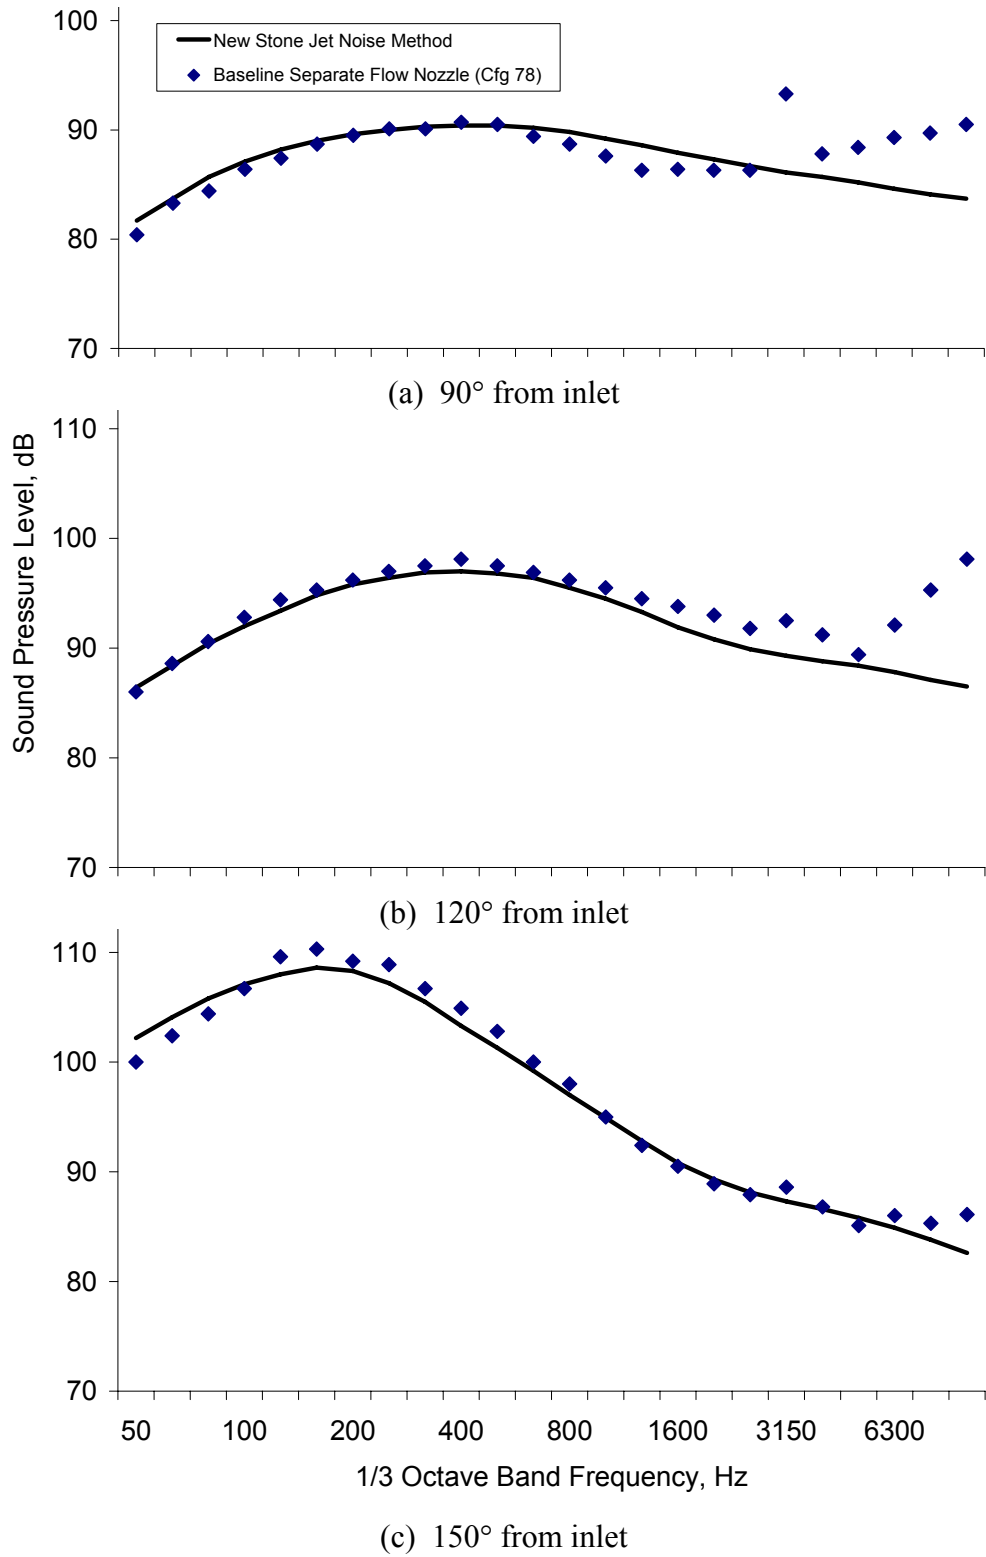 100
New Stone Jet Noise Method
Baseline Separate Flow Nozzle (Cfg 78)
90
80
70
(a) 90° from inlet
110
100
90
80
70
Sound Pressure Level, dB
(b) 120° from inlet
110
100
90
80
70
50 100 200 400 800 1600 3150 6300
1/3 Octave Band Frequency, Hz
(c) 150° from inlet